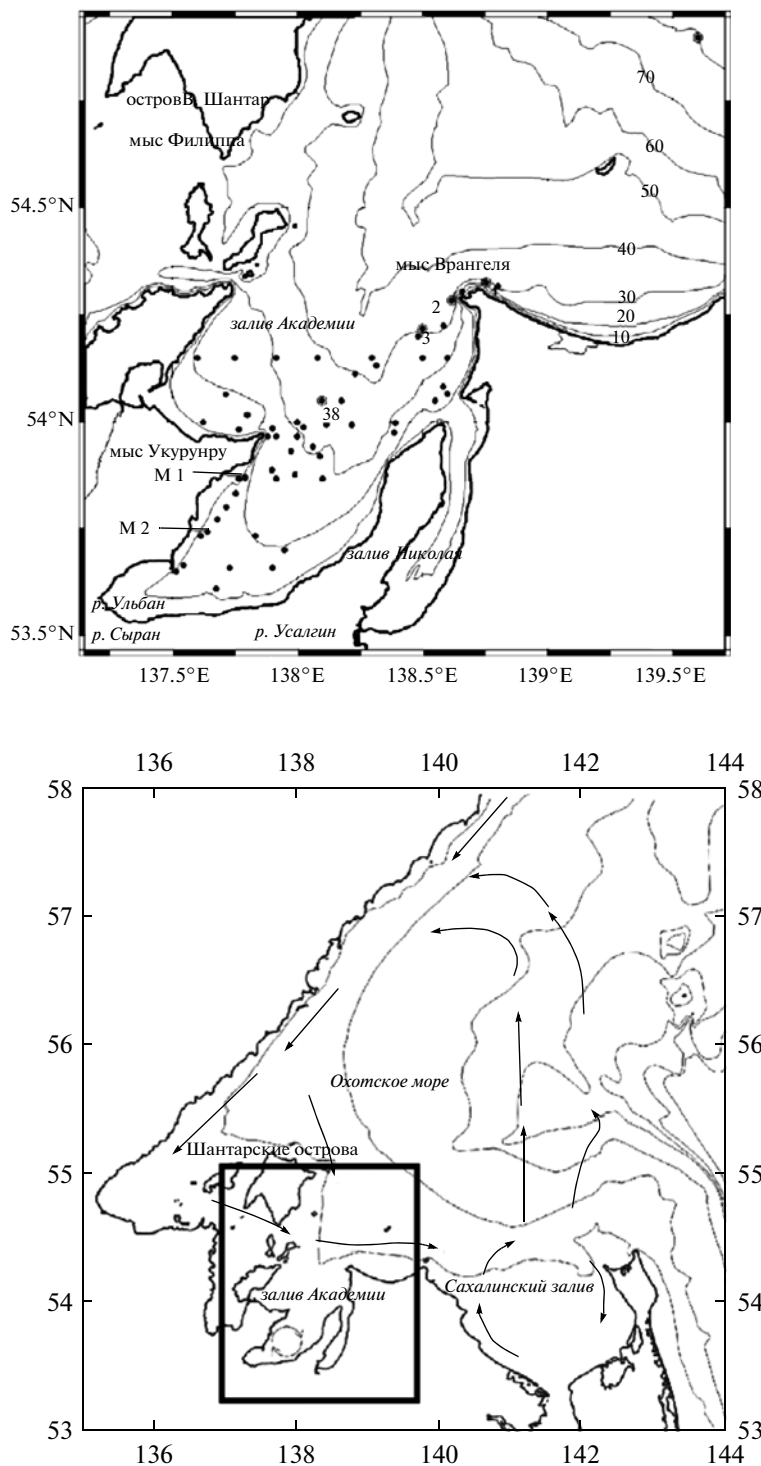 70
островВ. Шантар
мыс Филиппа
60
50
54.5°N
40
мыс Врангеля
30
2
1
20
залив Академии
3
10
38
54°N
мыс Укурунру
М 1
М 2
залив Николая
р. Ульбан
р. Сыран
р. Усалгин
53.5°N
137.5°E 138°E 138.5°E 139°E 139.5°E
136 138 140 142 144
58 58
57 57
56 56
Охотское море
55 55
Шантарские острова
Сахалинский залив
залив Академии
54 54
53 53
136 138 140 142 144